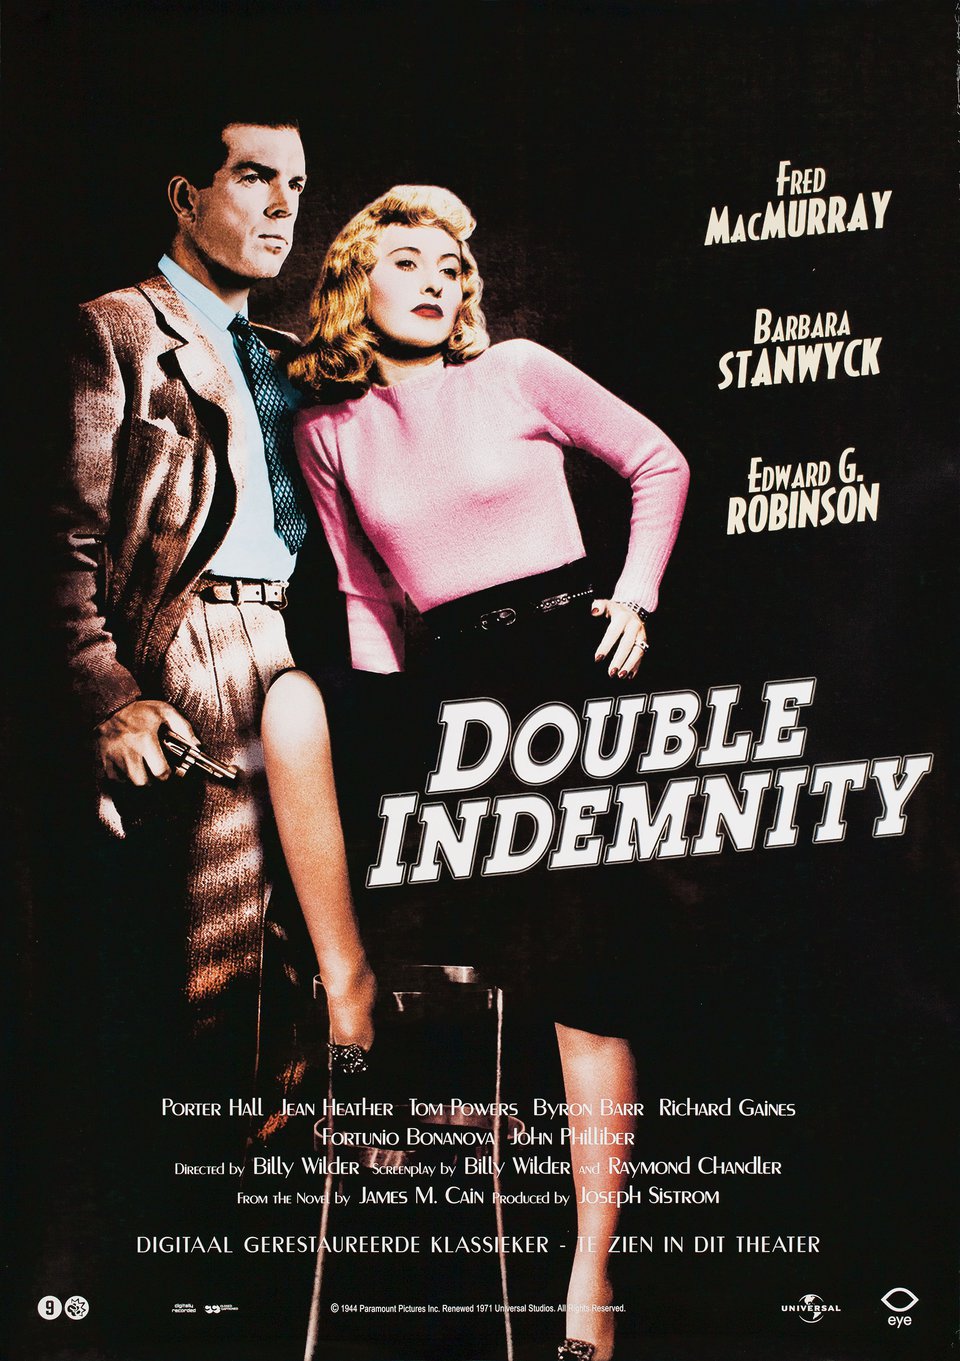 FRED
MACMURRAY
BARBARA
STANWYCK
EDWARD G.
ROBINSON
DOUBLE
INDEMNITY
PORTER HALL JEAN HEATHER TOM POWERS BYRON BARR RICHARD GAINES
FORTUNIO BONANOVA JOHN PHILLIBER
DIRECTED BY BILLY WILDER SCREENPLAY BY BILLY WILDER AND RAYMOND CHANDLER
FROM THE NOVEL BY JAMES M. CAIN PRODUCED BY JOSEPH SISTROM
DIGITAAL GERESTAUREERDE KLASSIEKER - TE ZIEN IN DIT THEATER
9
digitally recorded
© 1944 Paramount Pictures Inc. Renewed 1971 Universal Studios. All Rights Reserved.
UNIVERSAL
eye